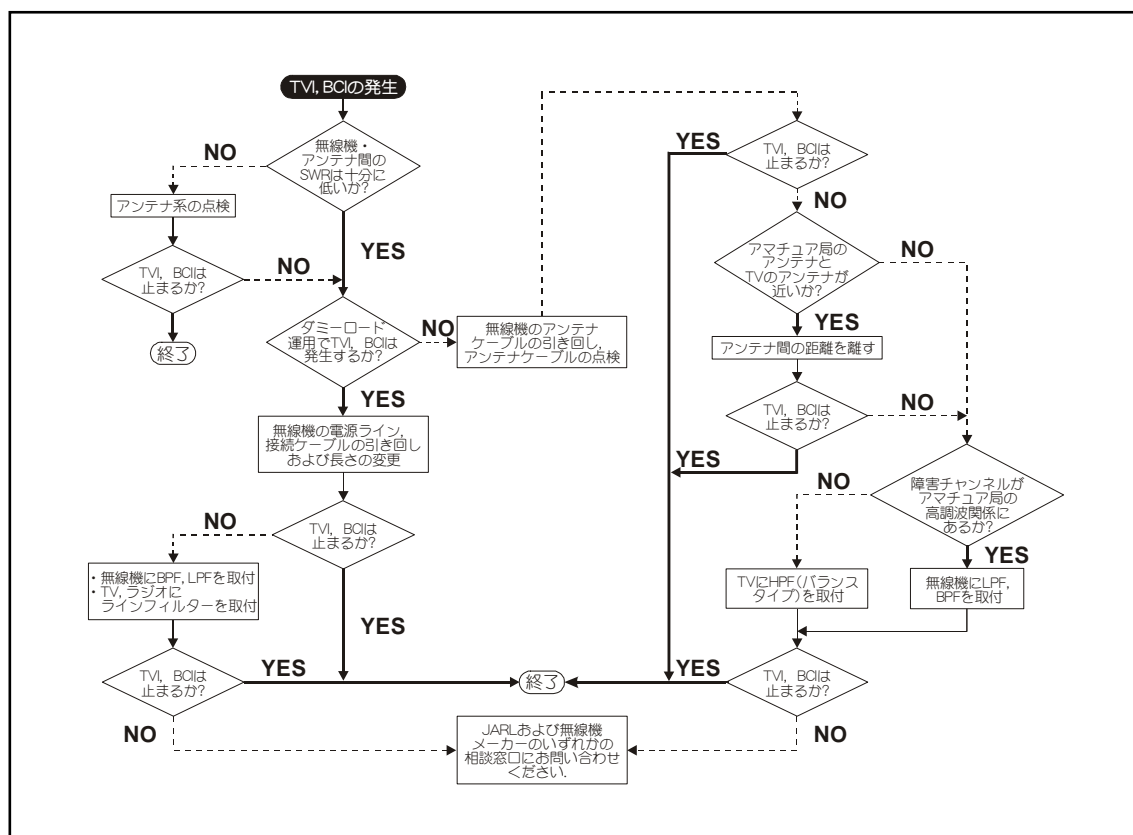 TVI, BCIの発生
無線機・
アンテナ間の
SWRは十分に
低いか?
NO
YES
アンテナ系の点検
TVI, BCIは
止まるか?
NO
終了
ダミーロード
運用でTVI, BCIは
発生するか?
NO
YES
無線機のアンテナ
ケーブルの引き回し,
アンテナケーブルの点検
無線機の電源ライン,
接続ケーブルの引き回し
および長さの変更
TVI, BCIは
止まるか?
NO
YES
・無線機にBPF, LPFを取付
・TV, ラジオに
ラインフィルターを取付
TVI, BCIは
止まるか?
YES
NO
終了
JARLおよび無線機
メーカーのいずれかの
相談窓口にお問い合わせ
ください.
TVI, BCIは
止まるか?
YES
NO
アマチュア局の
アンテナと
TVのアンテナが
近いか?
NO
YES
アンテナ間の距離を離す
TVI, BCIは
止まるか?
NO
YES
障害チャンネルが
アマチュア局の
高調波関係に
あるか?
NO
YES
TVにHPF(バランス
タイプ)を取付
無線機にLPF,
BPFを取付
TVI, BCIは
止まるか?
YES
NO